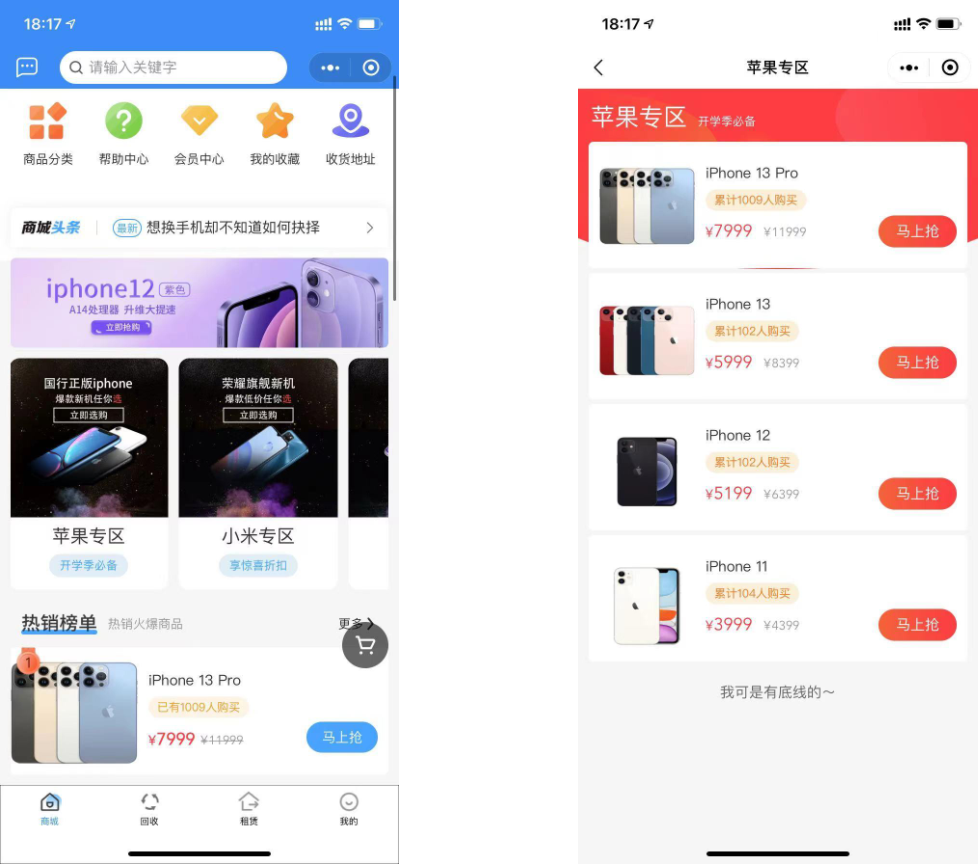 18:17
请输入关键字
商品分类 帮助中心 会员中心 我的收藏 收货地址
商城头条 最新 想换手机却不知道如何抉择
iphone12 紫色
A14处理器 升维大提速
立即抢购
国行正版iphone
爆款新机任你选
立即选购
苹果专区
开学季必备
荣耀旗舰新机
爆款低价任你选
立即选购
小米专区
享惊喜折扣
热销榜单 热销火爆商品 更多
1
iPhone 13 Pro
已有1009人购买
¥7999 ¥11999
马上抢
商城 回收 租赁 我的
18:17
苹果专区
苹果专区 开学季必备
iPhone 13 Pro
累计1009人购买
¥7999 ¥11999
马上抢
iPhone 13
累计102人购买
¥5999 ¥8399
马上抢
iPhone 12
累计102人购买
¥5199 ¥6399
马上抢
iPhone 11
累计104人购买
¥3999 ¥4399
马上抢
我可是有底线的～